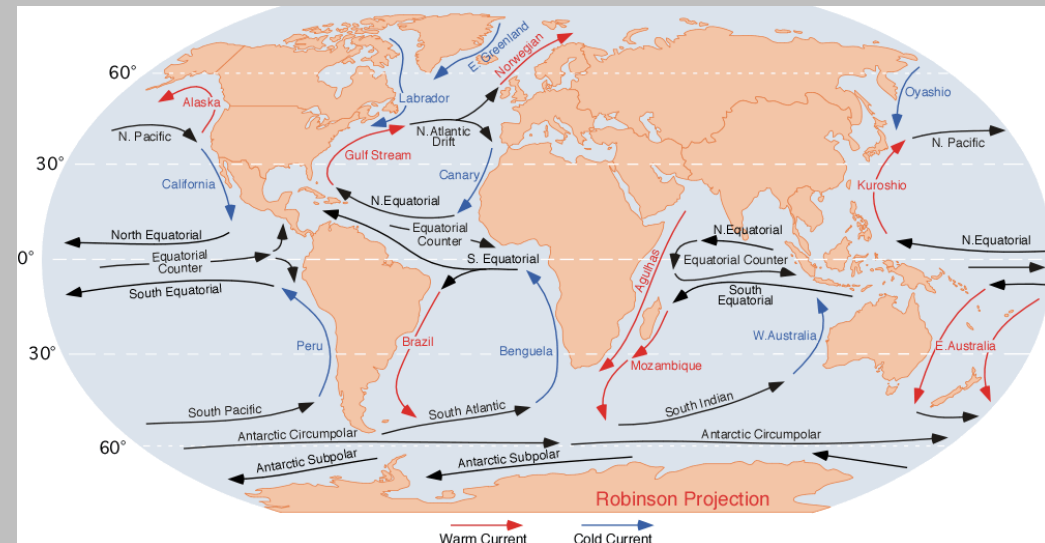 60°
30°
0°
30°
60°
E. Greenland
Norwegian
Labrador
Alaska
Oyashio
N. Pacific
N. Atlantic
Drift
N. Pacific
Gulf Stream
California
Canary
Kuroshio
N.Equatorial
North Equatorial
Equatorial
Counter
N.Equatorial
N.Equatorial
Equatorial
Counter
S. Equatorial
Equatorial Counter
Agulhas
South Equatorial
South
Equatorial
Peru
Brazil
Benguela
W.Australia
E.Australia
Mozambique
South Pacific
South Atlantic
South Indian
Antarctic Circumpolar
Antarctic Circumpolar
Antarctic Subpolar
Antarctic Subpolar
Robinson Projection
Warm Current
Cold Current